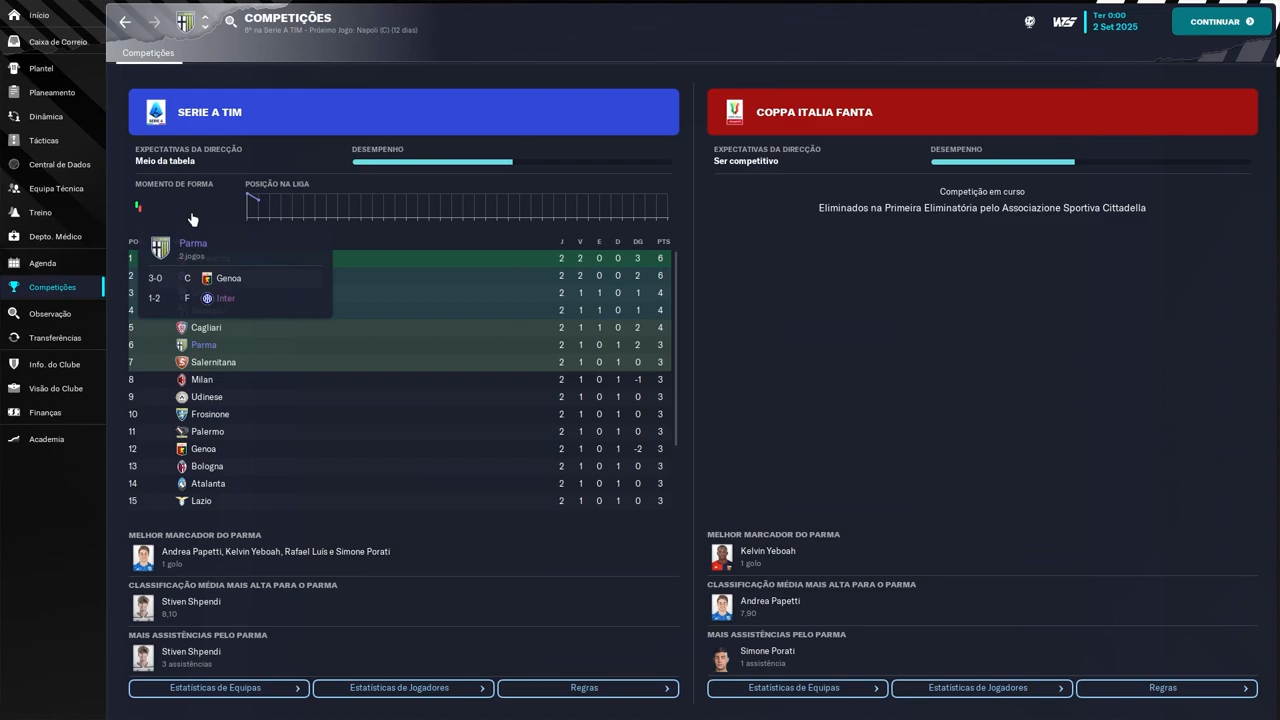 Início
Caixa de Correio
Plantel
Planeamento
Dinâmica
Tácticas
Central de Dados
Equipa Técnica
Treino
Depto. Médico
Agenda
Competições
Observação
Transferências
Info. do Clube
Visão do Clube
Finanças
Academia
COMPETIÇÕES
6º na Serie A TIM - Próximo Jogo: Napoli (C) (12 dias)
Ter 0:00
2 Set 2025
CONTINUAR
Competições
SERIE A TIM
EXPECTATIVAS DA DIRECÇÃO DESEMPENHO
Meio da tabela
MOMENTO DE FORMA POSIÇÃO NA LIGA
PO J V E D DG PTS
Parma
2 jogos
3-0 C Genoa
1-2 F Inter
1 2 2 0 0 3 6
2 2 2 0 0 2 6
3 2 1 1 0 1 4
4 2 1 1 0 1 4
5 Cagliari 2 1 1 0 2 4
6 Parma 2 1 0 1 2 3
7 Salernitana 2 1 0 1 0 3
8 Milan 2 1 0 1 -1 3
9 Udinese 2 1 0 1 0 3
10 Frosinone 2 1 0 1 0 3
11 Palermo 2 1 0 1 0 3
12 Genoa 2 1 0 1 -2 3
13 Bologna 2 1 0 1 0 3
14 Atalanta 2 1 0 1 0 3
15 Lazio 2 1 0 1 0 3
MELHOR MARCADOR DO PARMA
Andrea Papetti, Kelvin Yeboah, Rafael Luís e Simone Porati
1 golo
CLASSIFICAÇÃO MÉDIA MAIS ALTA PARA O PARMA
Stiven Shpendi
8,10
MAIS ASSISTÊNCIAS PELO PARMA
Stiven Shpendi
3 assistências
Estatísticas de Equipas
Estatísticas de Jogadores
Regras
COPPA ITALIA FANTA
EXPECTATIVAS DA DIRECÇÃO DESEMPENHO
Ser competitivo
Competição em curso
Eliminados na Primeira Eliminatória pelo Associazione Sportiva Cittadella
MELHOR MARCADOR DO PARMA
Kelvin Yeboah
1 golo
CLASSIFICAÇÃO MÉDIA MAIS ALTA PARA O PARMA
Andrea Papetti
7,90
MAIS ASSISTÊNCIAS PELO PARMA
Simone Porati
1 assistência
Estatísticas de Equipas
Estatísticas de Jogadores
Regras